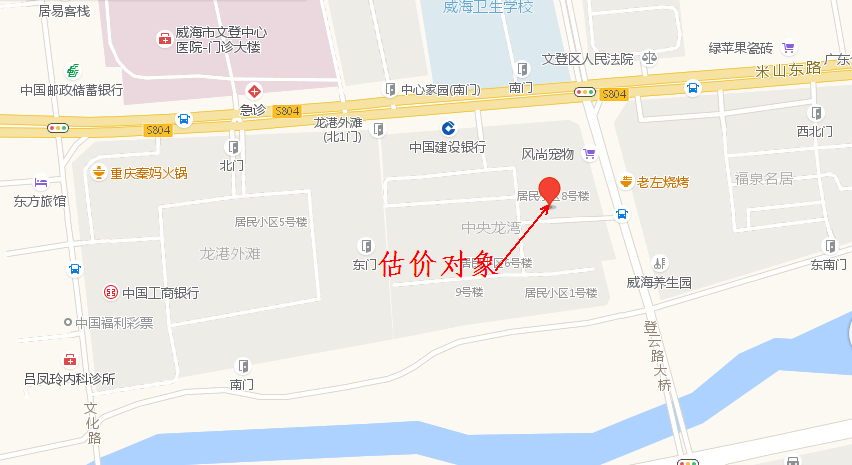 居易客栈
威海市文登中心
医院-门诊大楼
威海卫生学校
绿苹果瓷砖
文登区人民法院
米山东路
中国邮政储蓄银行
急诊
中心家园(南门)
南门
S804
S804
S804
S804
龙港外滩
(北1门)
西北门
北门
中国建设银行
风尚宠物
重庆秦妈火锅
老左烧烤
福泉名居
东方旅馆
居民小区8号楼
居民小区5号楼
中央龙湾
龙港外滩
东门
估价对象
居民小区6号楼
东南门
9号楼
居民小区1号楼
威海养生园
中国工商银行
中国福利彩票
登云路大桥
吕凤玲内科诊所
南门
文化路